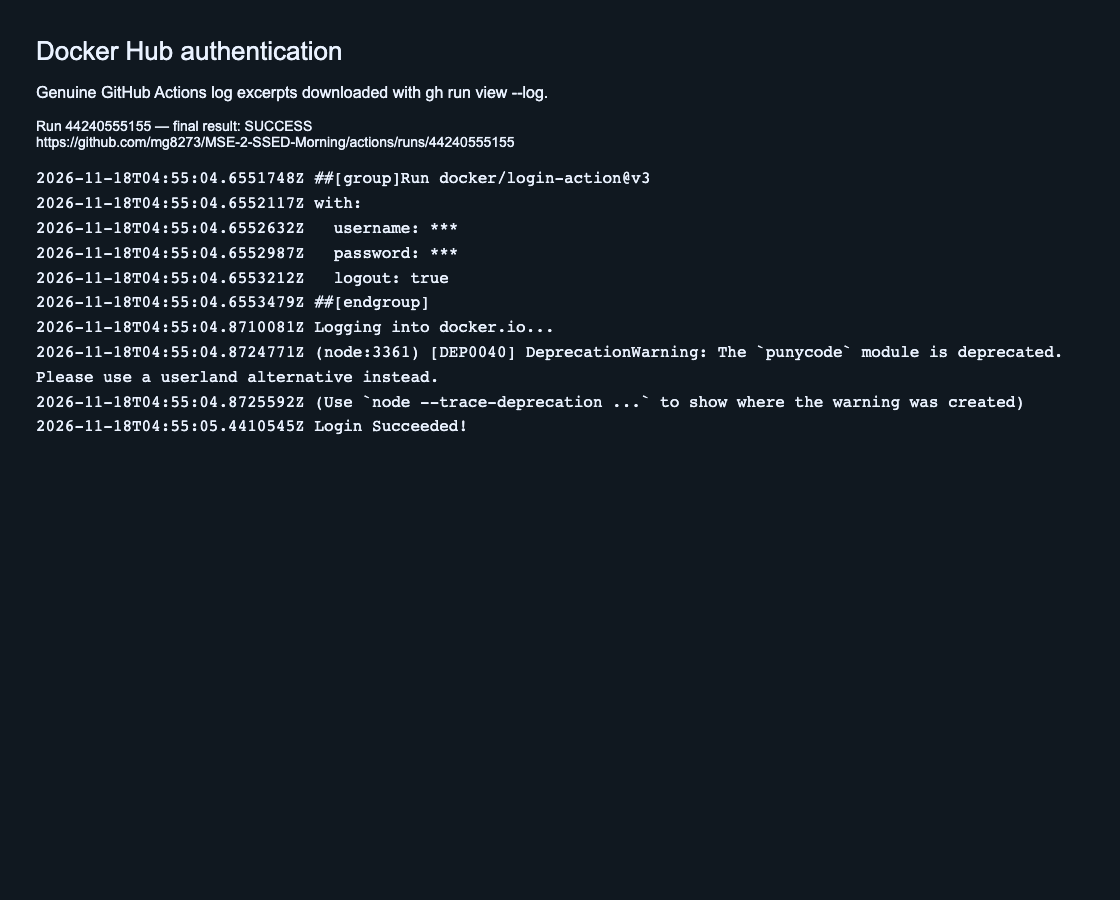 Docker Hub authentication
Genuine GitHub Actions log excerpts downloaded with gh run view --log.
Run 44240555155 — final result: SUCCESS
https://github.com/mg8273/MSE-2-SSED-Morning/actions/runs/44240555155
2026-11-18T04:55:04.6551748Z ##[group]Run docker/login-action@v3
2026-11-18T04:55:04.6552117Z with:
2026-11-18T04:55:04.6552632Z   username: ***
2026-11-18T04:55:04.6552987Z   password: ***
2026-11-18T04:55:04.6553212Z   logout: true
2026-11-18T04:55:04.6553479Z ##[endgroup]
2026-11-18T04:55:04.8710081Z Logging into docker.io...
2026-11-18T04:55:04.8724771Z (node:3361) [DEP0040] DeprecationWarning: The `punycode` module is deprecated.
Please use a userland alternative instead.
2026-11-18T04:55:04.8725592Z (Use `node --trace-deprecation ...` to show where the warning was created)
2026-11-18T04:55:05.4410545Z Login Succeeded!